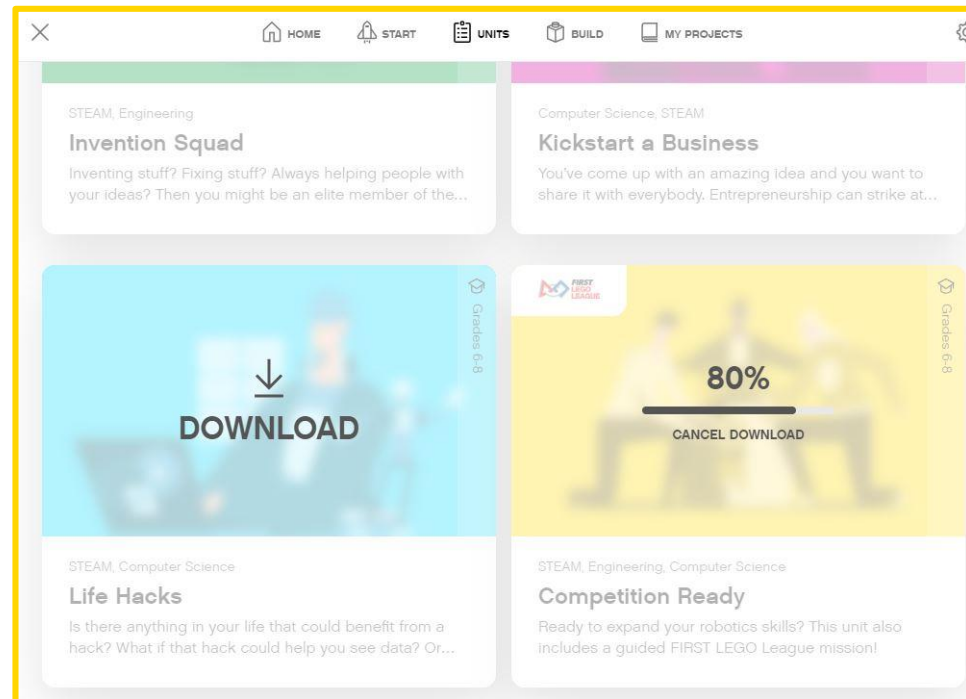 HOME START UNITS BUILD MY PROJECTS
STEAM, Engineering
Invention Squad
Inventing stuff? Fixing stuff? Always helping people with
your ideas? Then you might be an elite member of the...
Computer Science, STEAM
Kickstart a Business
You've come up with an amazing idea and you want to
share it with everybody. Entrepreneurship can strike at...
Grades 6-8
DOWNLOAD
STEAM, Computer Science
Life Hacks
Is there anything in your life that could benefit from a
hack? What if that hack could help you see data? Or...
FIRST
LEGO
LEAGUE
Grades 6-8
80%
CANCEL DOWNLOAD
STEAM, Engineering, Computer Science
Competition Ready
Ready to expand your robotics skills? This unit also
includes a guided FIRST LEGO League mission!